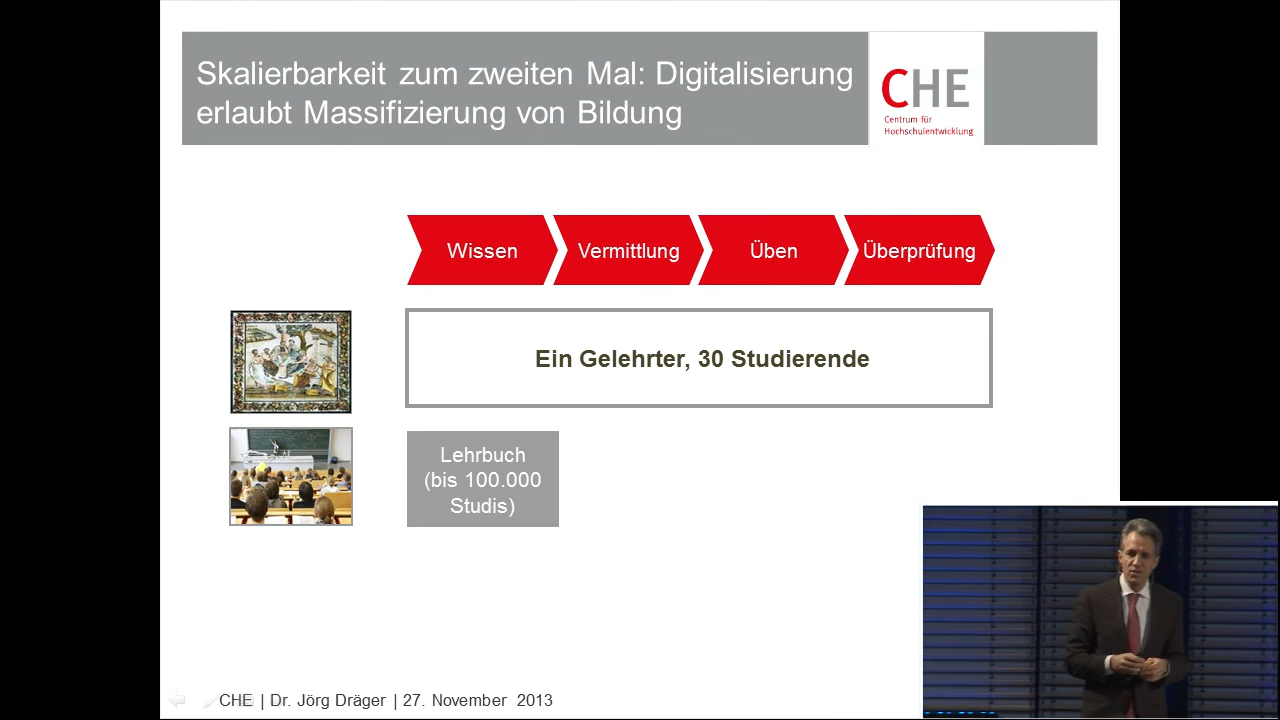 Skalierbarkeit zum zweiten Mal: Digitalisierung
erlaubt Massifizierung von Bildung
CHE
Centrum für
Hochschulentwicklung
Wissen
Vermittlung
Üben
Überprüfung
Ein Gelehrter, 30 Studierende
Lehrbuch
(bis 100.000
Studis)
CHE | Dr. Jörg Dräger | 27. November 2013